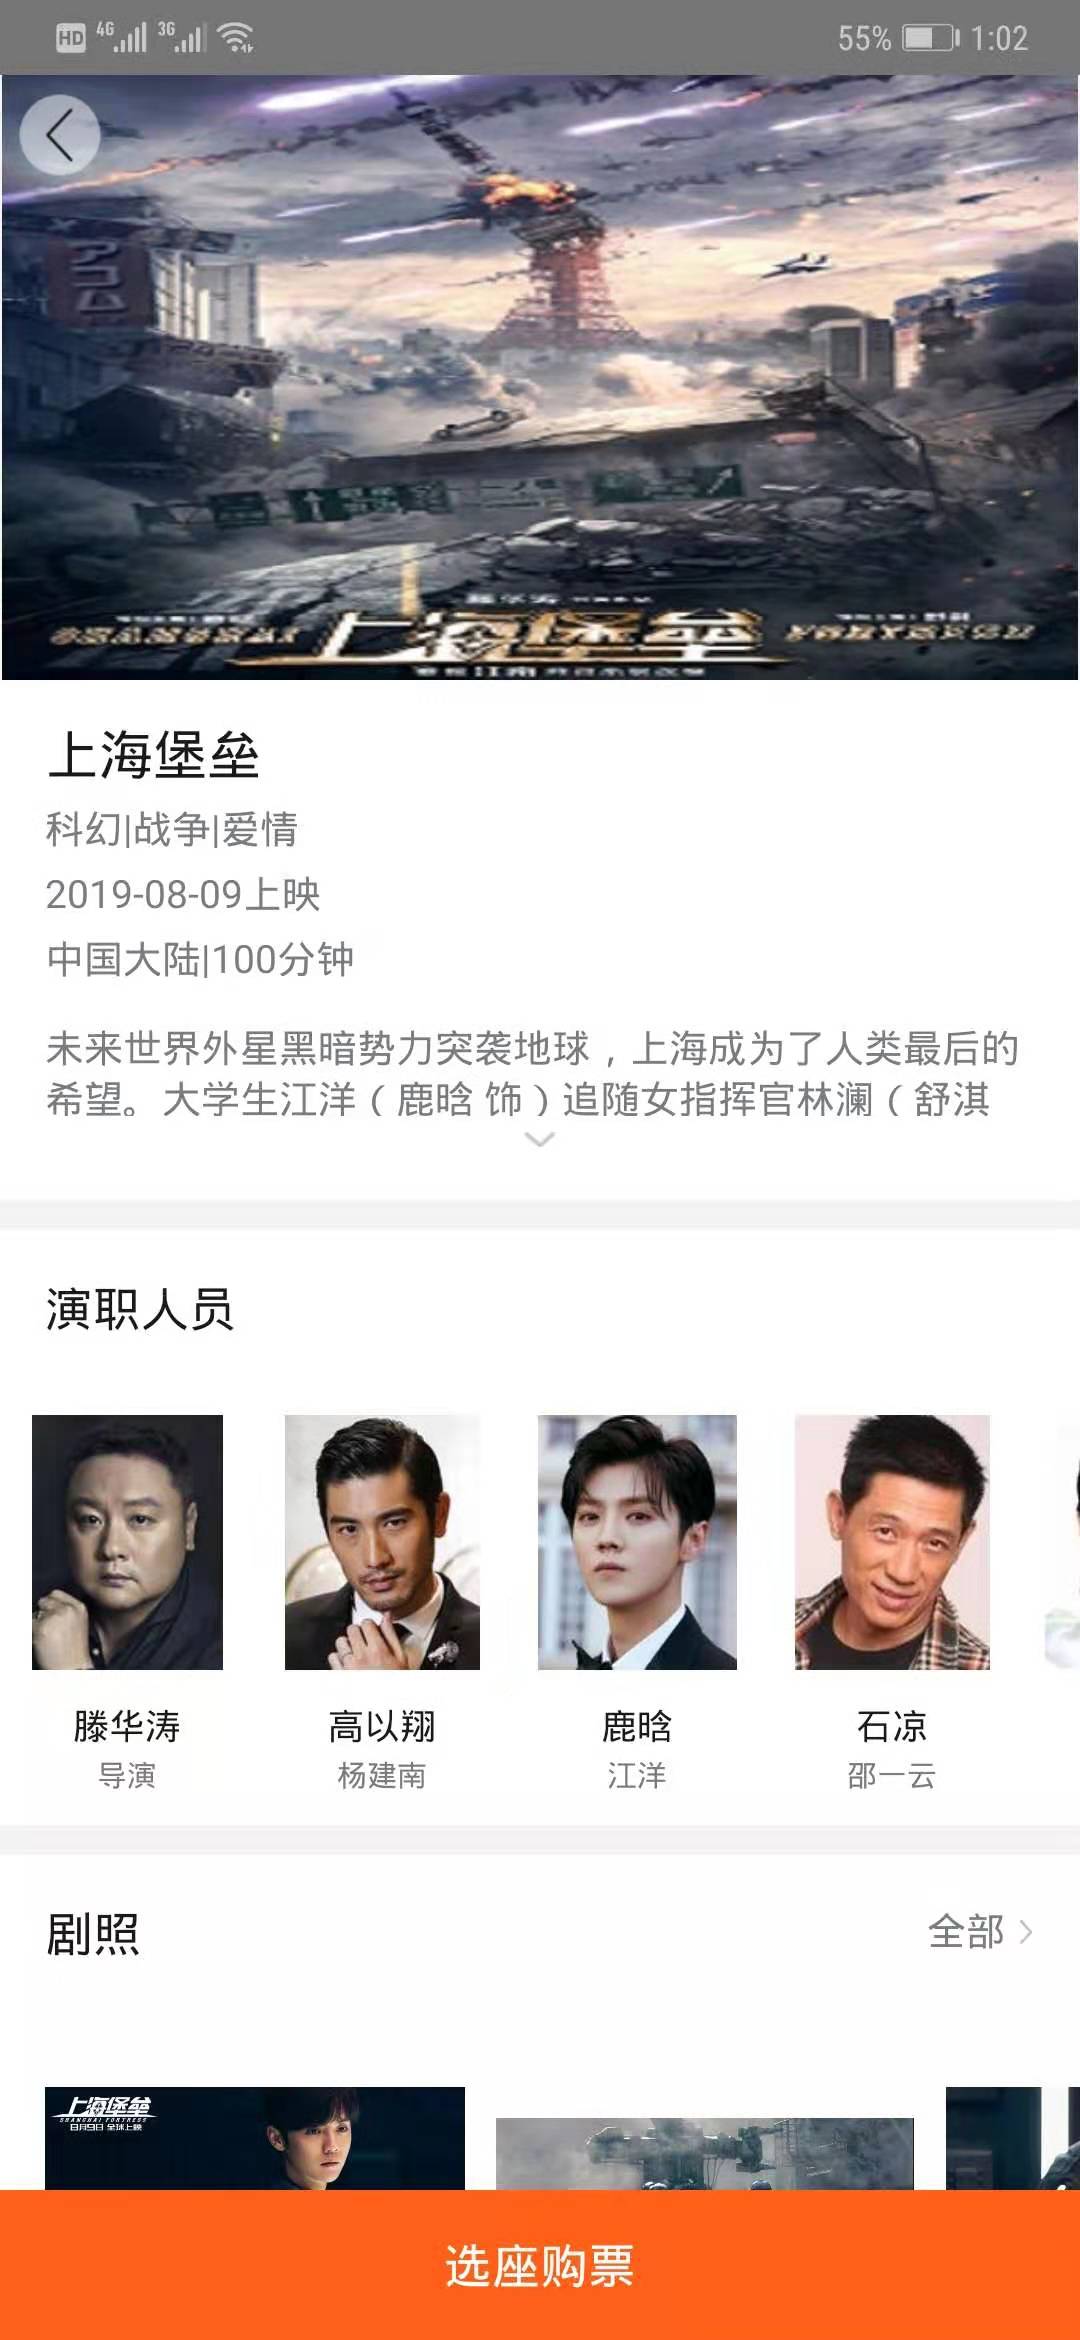 HD 4G 3G 55% 1:02
上海堡垒
上海堡垒
科幻|战争|爱情
2019-08-09上映
中国大陆|100分钟
未来世界外星黑暗势力突袭地球，上海成为了人类最后的
希望。大学生江洋（鹿晗 饰）追随女指挥官林澜（舒淇
演职人员
滕华涛 高以翔 鹿晗 石凉
导演 杨建南 江洋 邵一云
剧照 全部
上海堡垒
SHANGHAI FORTRESS
8月9日 全球上映
选座购票